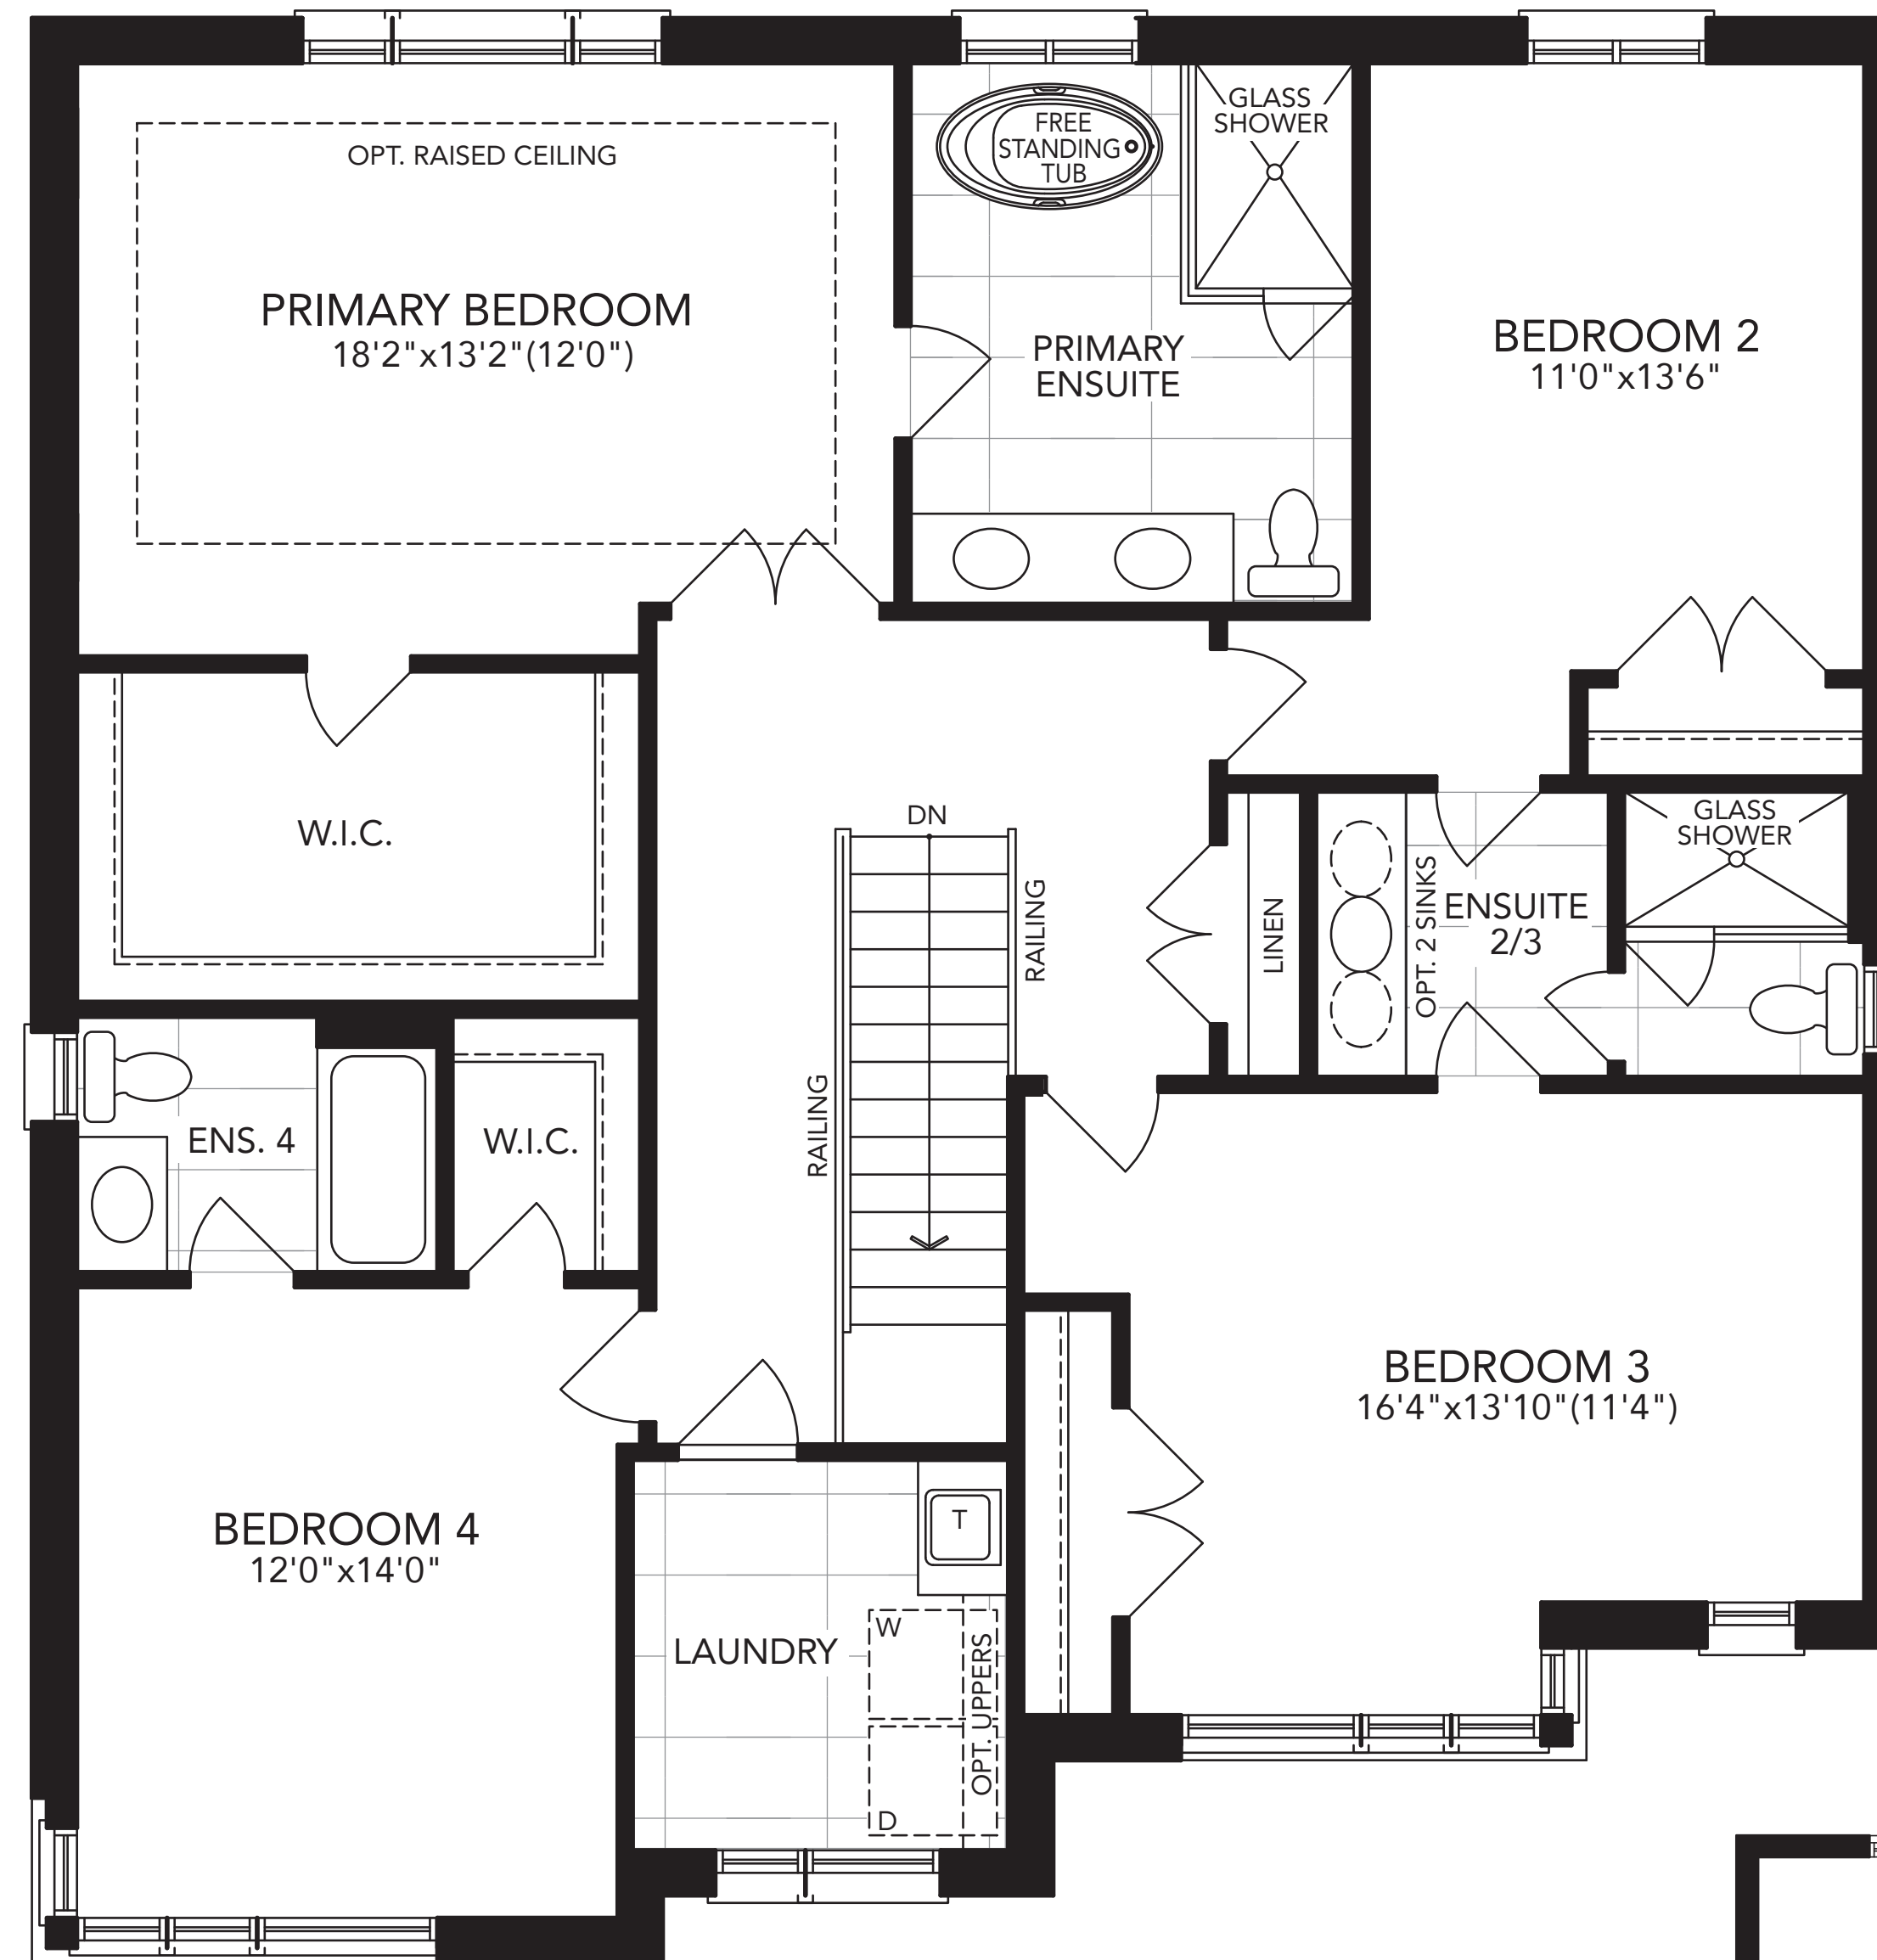 GLASS
SHOWER
FREE
STANDING
TUB
OPT. RAISED CEILING
PRIMARY BEDROOM
18'2"x13'2"(12'0")
PRIMARY
ENSUITE
BEDROOM 2
11'0"x13'6"
W.I.C.
DN
RAILING
LINEN
OPT. 2 SINKS
ENSUITE
2/3
GLASS
SHOWER
RAILING
ENS. 4
W.I.C.
BEDROOM 3
16'4"x13'10"(11'4")
BEDROOM 4
12'0"x14'0"
T
LAUNDRY
W
OPT. UPPERS
D